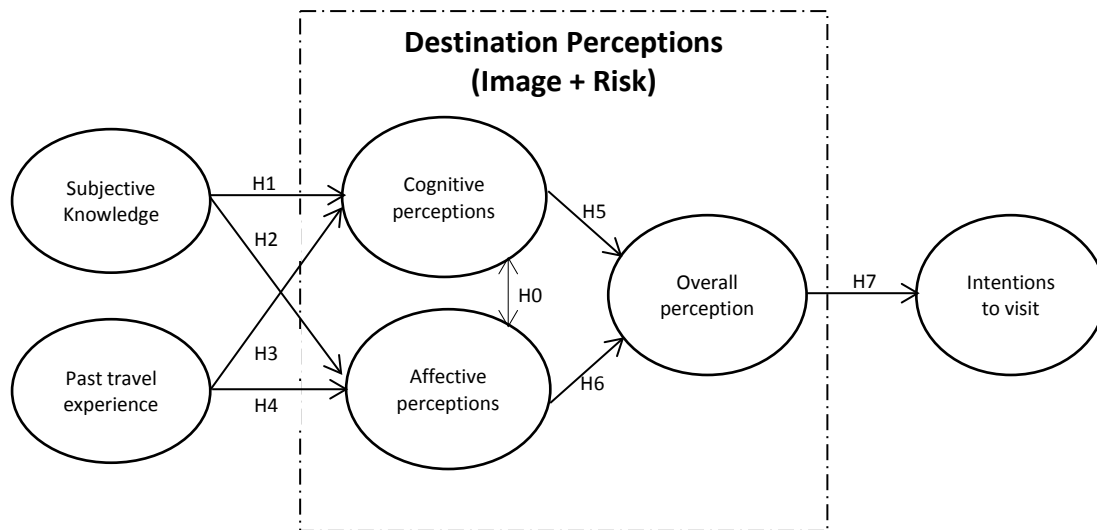 Destination Perceptions
(Image + Risk)
Subjective
Knowledge
H1
Cognitive
perceptions
H5
H2
Overall
perception
H7
Intentions
to visit
H0
H3
Past travel
experience
H4
Affective
perceptions
H6